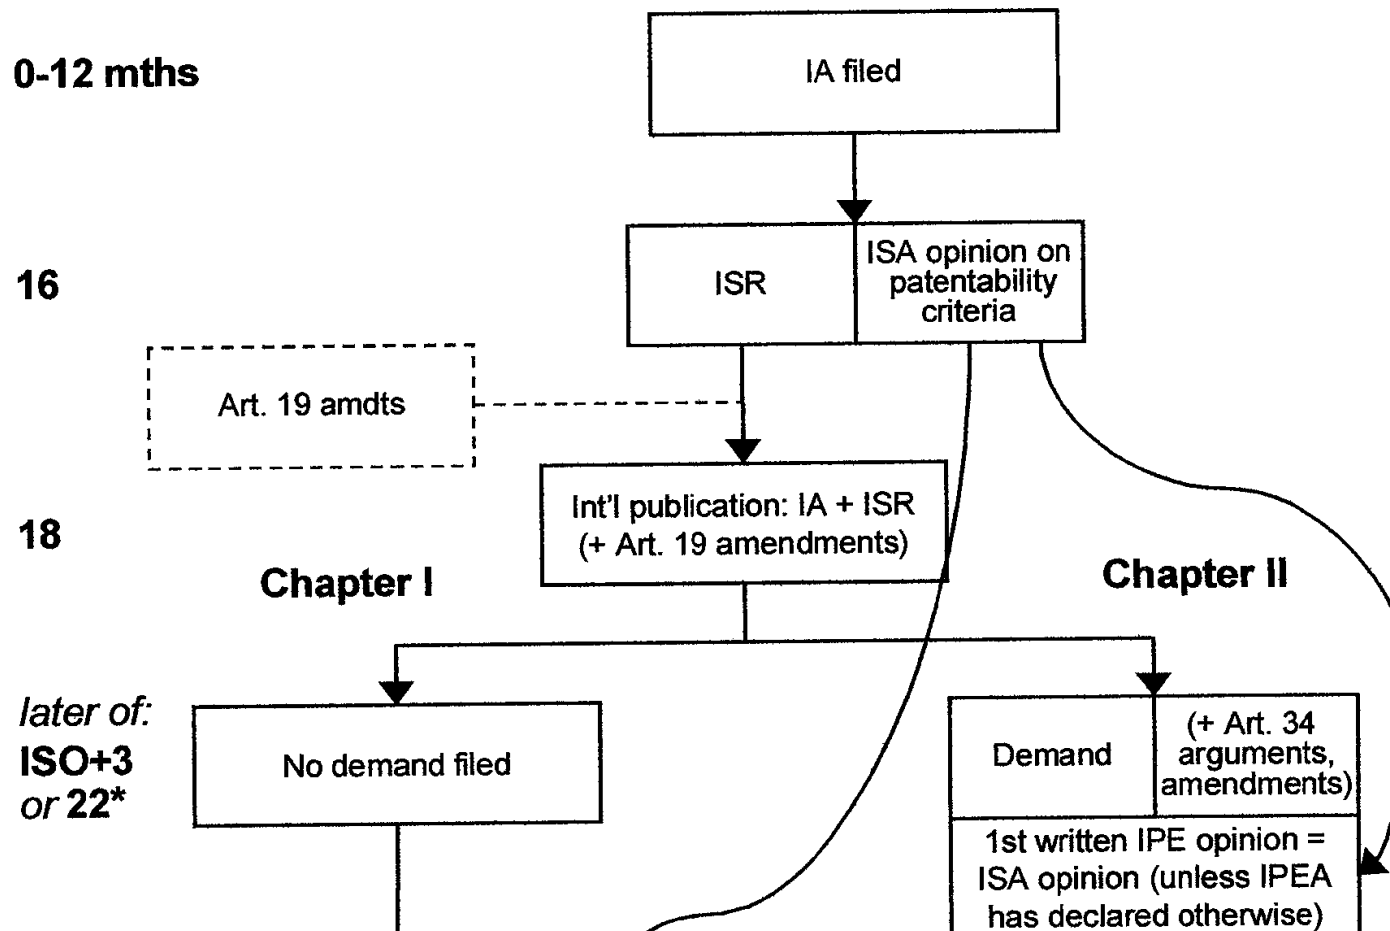 0-12 mths
IA filed
16
ISR
ISA opinion on
patentability
criteria
Art. 19 amdts
18
Int'l publication: IA + ISR
(+ Art. 19 amendments)
Chapter I
Chapter II
later of:
ISO+3
or 22*
No demand filed
Demand
(+ Art. 34
arguments,
amendments)
1st written IPE opinion =
ISA opinion (unless IPEA
has declared otherwise)